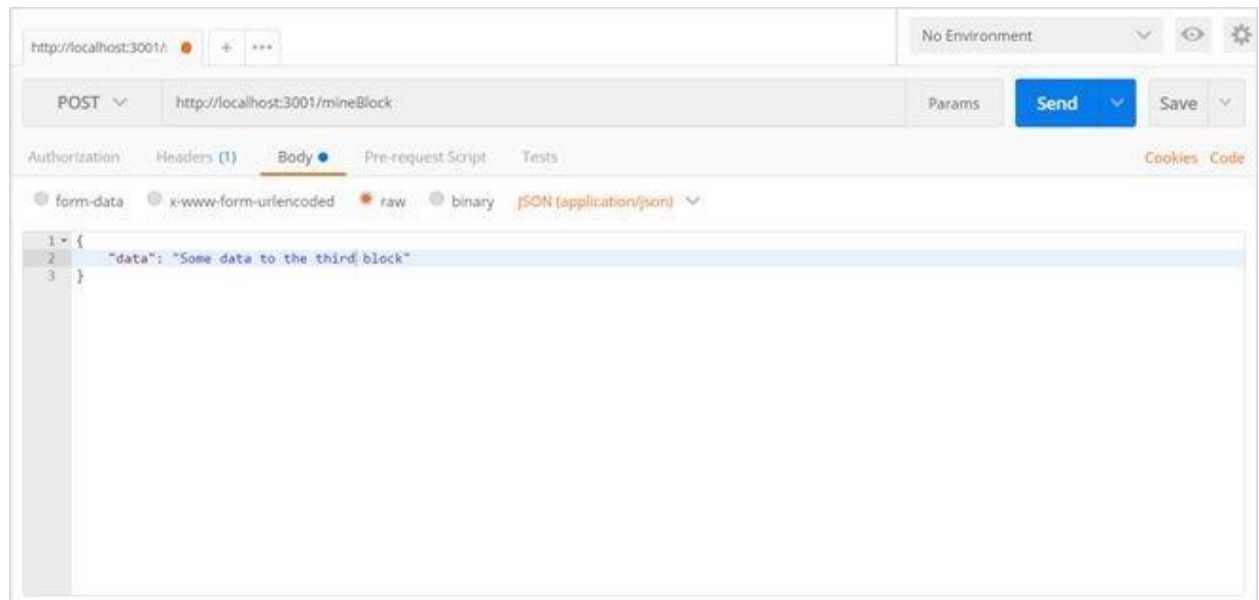 http://localhost:3001/
No Environment
POST http://localhost:3001/mineBlock Params Send Save
Authorization Headers (1) Body Pre-request Script Tests Cookies Code
form-data x-www-form-urlencoded raw binary JSON (application/json)
1 {
2 "data": "Some data to the third block"
3 }